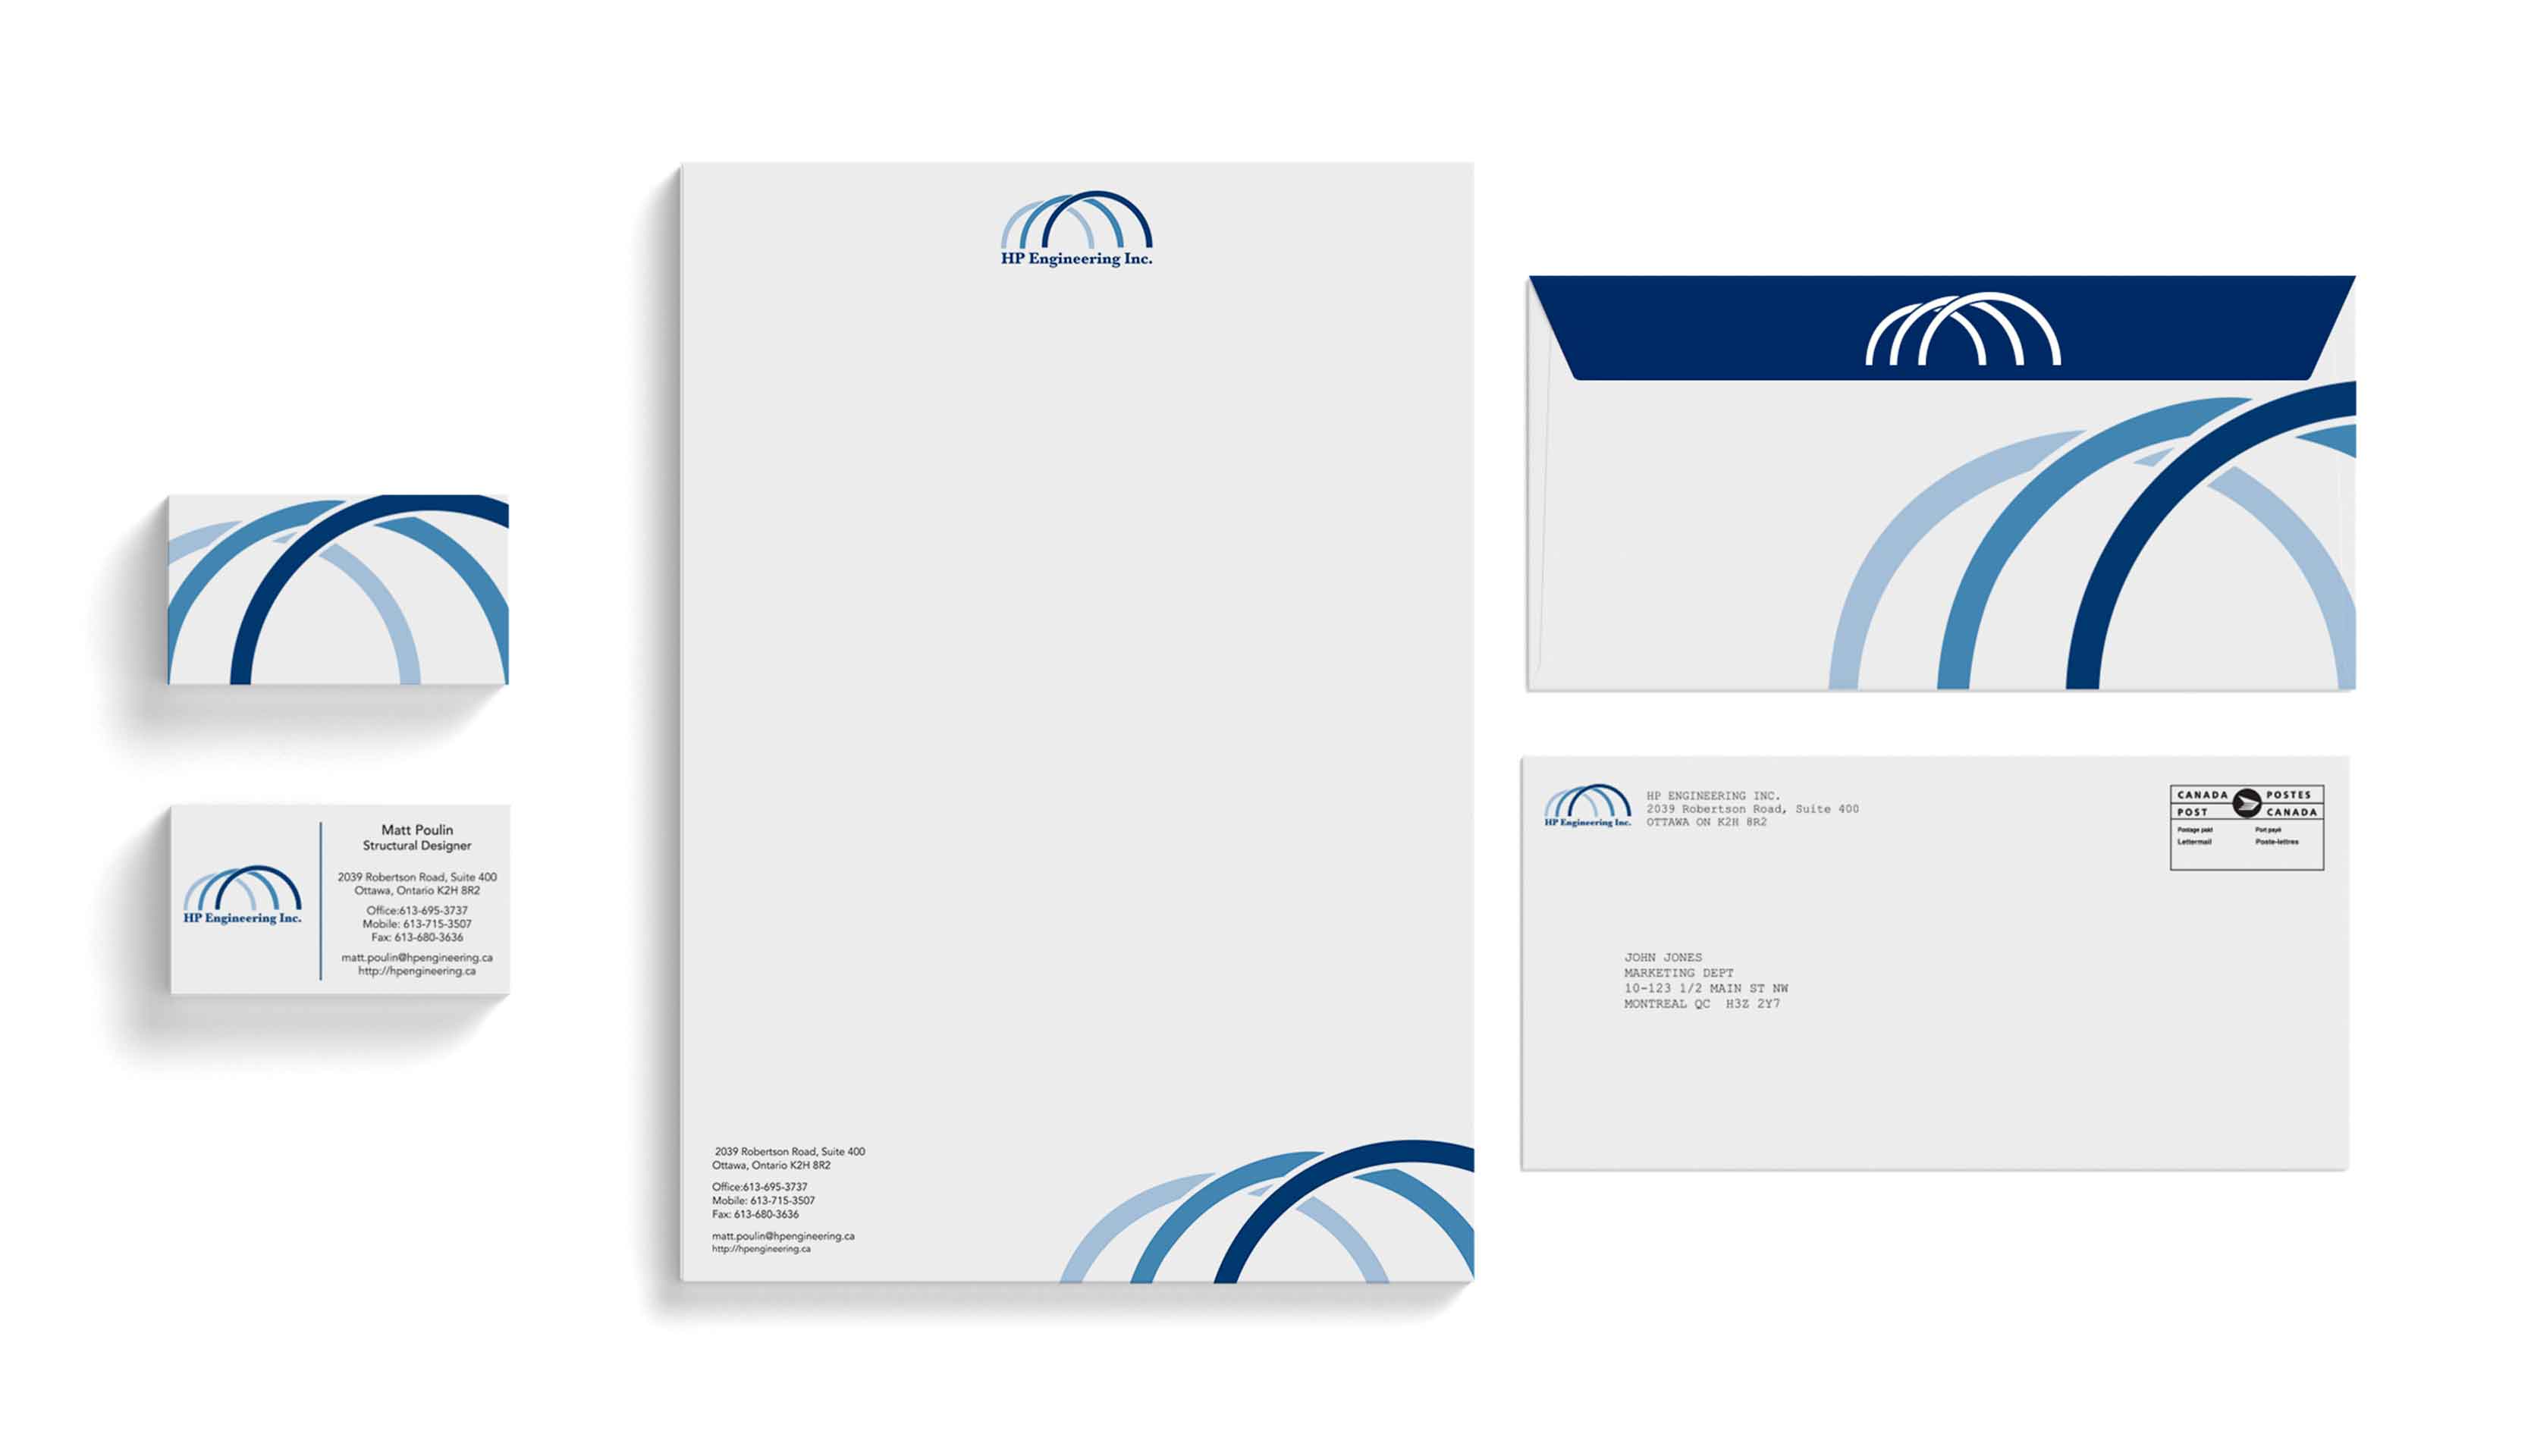 HP Engineering Inc.
Matt Poulin
Structural Designer
2039 Robertson Road, Suite 400
Ottawa, Ontario K2H 8R2
Office:613-695-3737
Mobile: 613-715-3507
Fax: 613-680-3636
matt.poulin@hpengineering.ca
http://hpengineering.ca
HP Engineering Inc.
2039 Robertson Road, Suite 400
Ottawa, Ontario K2H 8R2
Office:613-695-3737
Mobile: 613-715-3507
Fax: 613-680-3636
matt.poulin@hpengineering.ca
http://hpengineering.ca
HP Engineering Inc.
HP ENGINEERING INC.
2039 Robertson Road, Suite 400
OTTAWA ON K2H 8R2
CANADA POSTES
POST CANADA
Postage paid Port payé
Lettermail Poste-lettres
JOHN JONES
MARKETING DEPT
10-123 1/2 MAIN ST NW
MONTREAL QC H3Z 2Y7